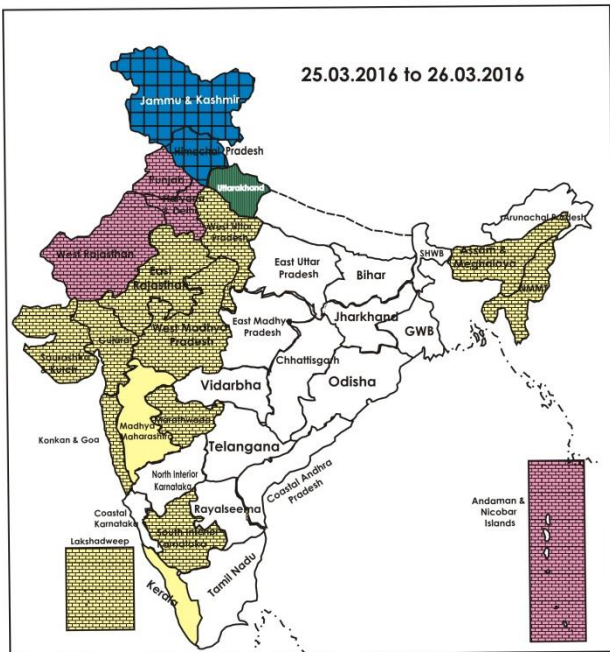 25.03.2016 to 26.03.2016
Jammu & Kashmir
Himachal Pradesh
Punjab
Uttarakhand
Haryana
& Delhi
West Uttar
Pradesh
Arunachal Pradesh
West Rajasthan
East
Rajasthan
East Uttar
Pradesh
Bihar
SHWB
Assam &
Meghalaya
NMMT
West Madhya
Pradesh
East Madhya
Pradesh
Jharkhand
GWB
Gujarat
Saurashtra
& Kutch
Chhattisgarh
Vidarbha
Odisha
Madhya
Maharashtra
Marathwada
Konkan & Goa
Telangana
North Interior
Karnataka
Coastal Andhra
Pradesh
Coastal
Karnataka
Rayalseema
South Interior
Karnataka
Andaman &
Nicobar
Islands
Lakshadweep
Kerala
Tamil Nadu